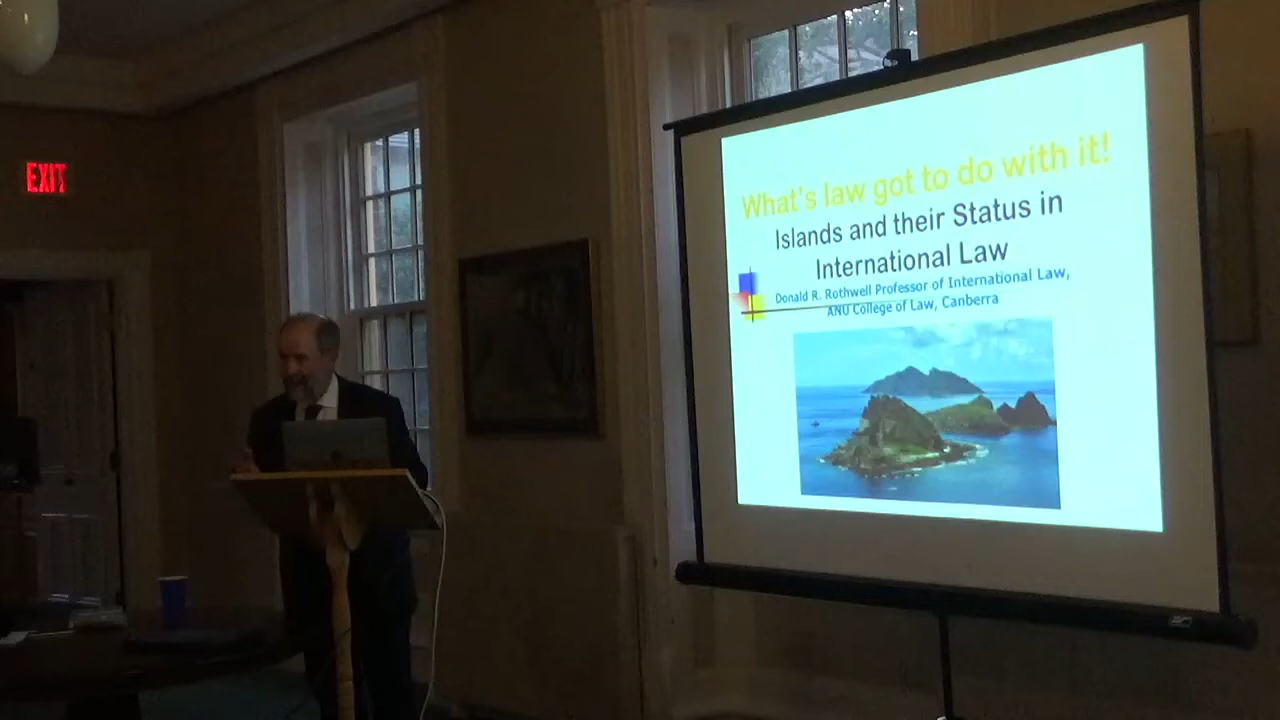 EXIT
What's law got to do with it!
Islands and their Status in
International Law
Donald R. Rothwell Professor of International Law,
ANU College of Law, Canberra